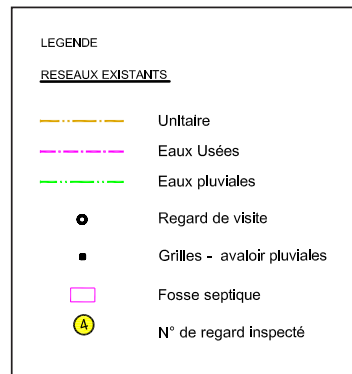 LEGENDE
RESEAUX EXISTANTS
Unitaire
Eaux Usées
Eaux pluviales
Regard de visite
Grilles - avaloir pluviales
Fosse septique
4 N° de regard inspecté